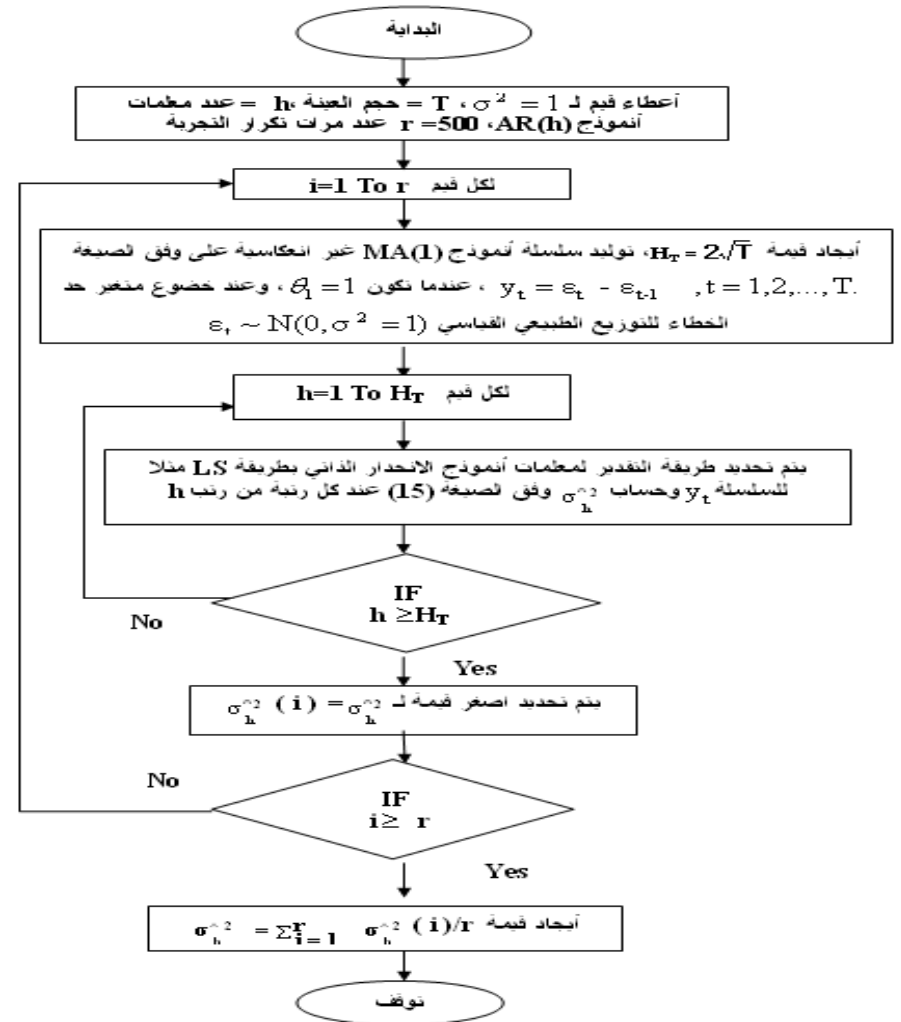 البداية
أعطاء قيم لـ σ² = 1 ، T = حجم العينة ،h = عدد معلمات
أنموذج AR(h)، r =500 عدد مرات تكرار التجربة
لكل قيم i=1 To r
أيجاد قيمة H_T = 2√T، توليد سلسلة أنموذج MA(1) غير انعكاسية على وفق الصيغة
y_t = ε_t - ε_t-1 ,t = 1,2,...,T. ، عندما تكون θ_1 = 1 ، وعند خضوع متغير حد
الخطاء للتوزيع الطبيعي القياسي ε_t ~ N(0,σ² = 1)
لكل قيم h=1 To H_T
يتم تحديد طريقة التقدير لمعلمات أنموذج الانحدار الذاتي بطريقة LS مثلا
للسلسلة y_t وحساب σ^²_h وفق الصيغة (15) عند كل رتبة من رتب h
IF
h ≥H_T
No
Yes
يتم تحديد اصغر قيمة لـ σ^²_h (i) = σ^²_h
No
IF
i≥ r
Yes
أيجاد قيمة σ^²_h = Σ^r_i=1 σ^²_h (i)/r
توقف